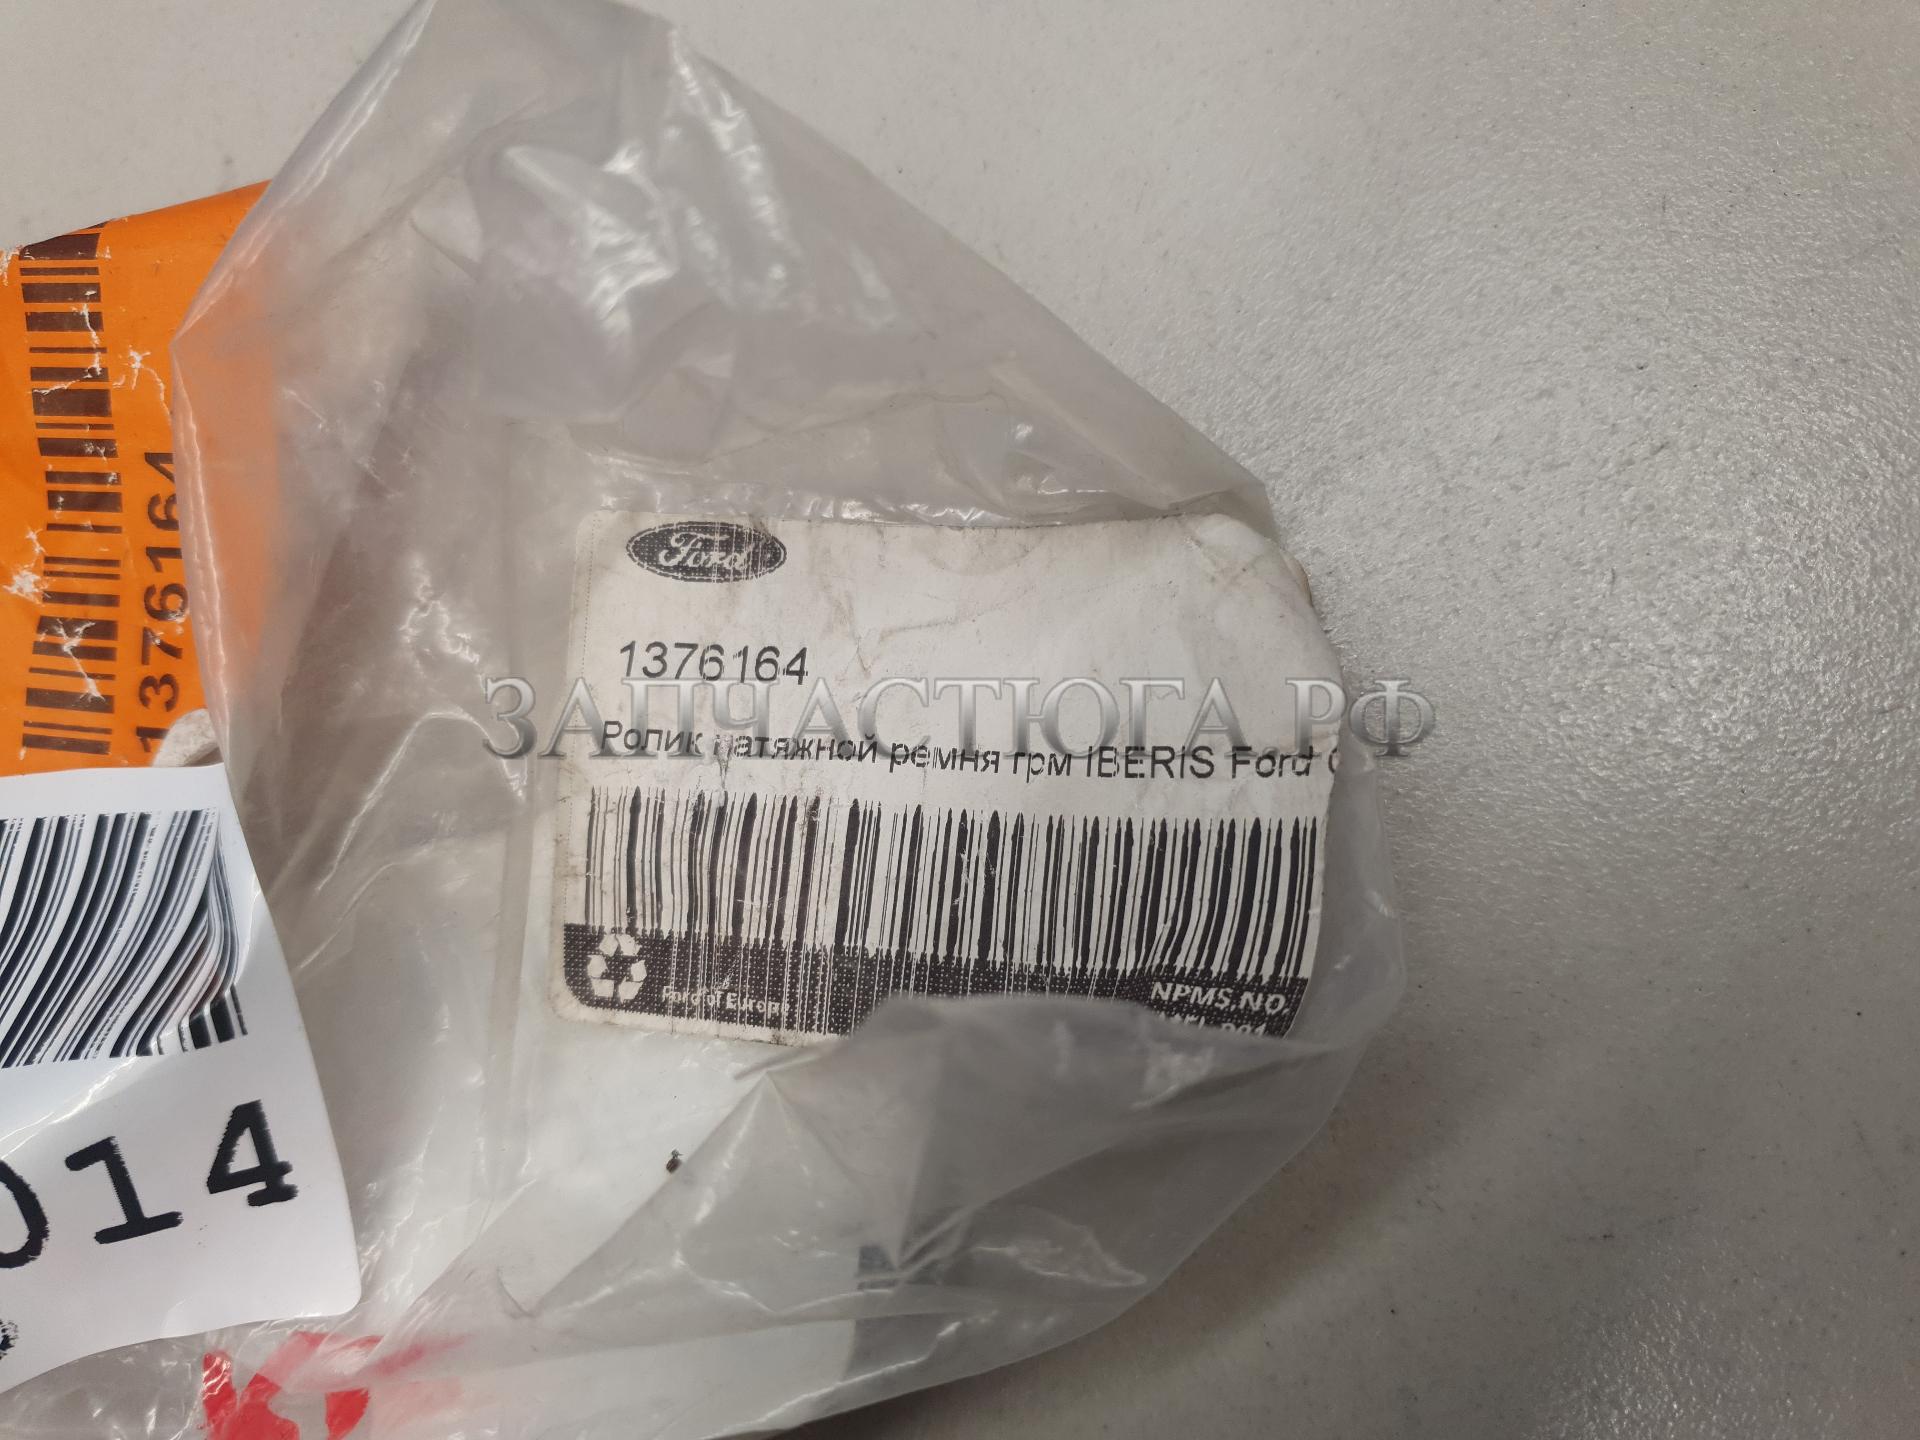 1376164
Ford
1376164
ЗАПЧАСТЮГА.РФ
Ролик натяжной ремня грм IBERIS Ford
Ford of Europe
NPMS.NO.
014